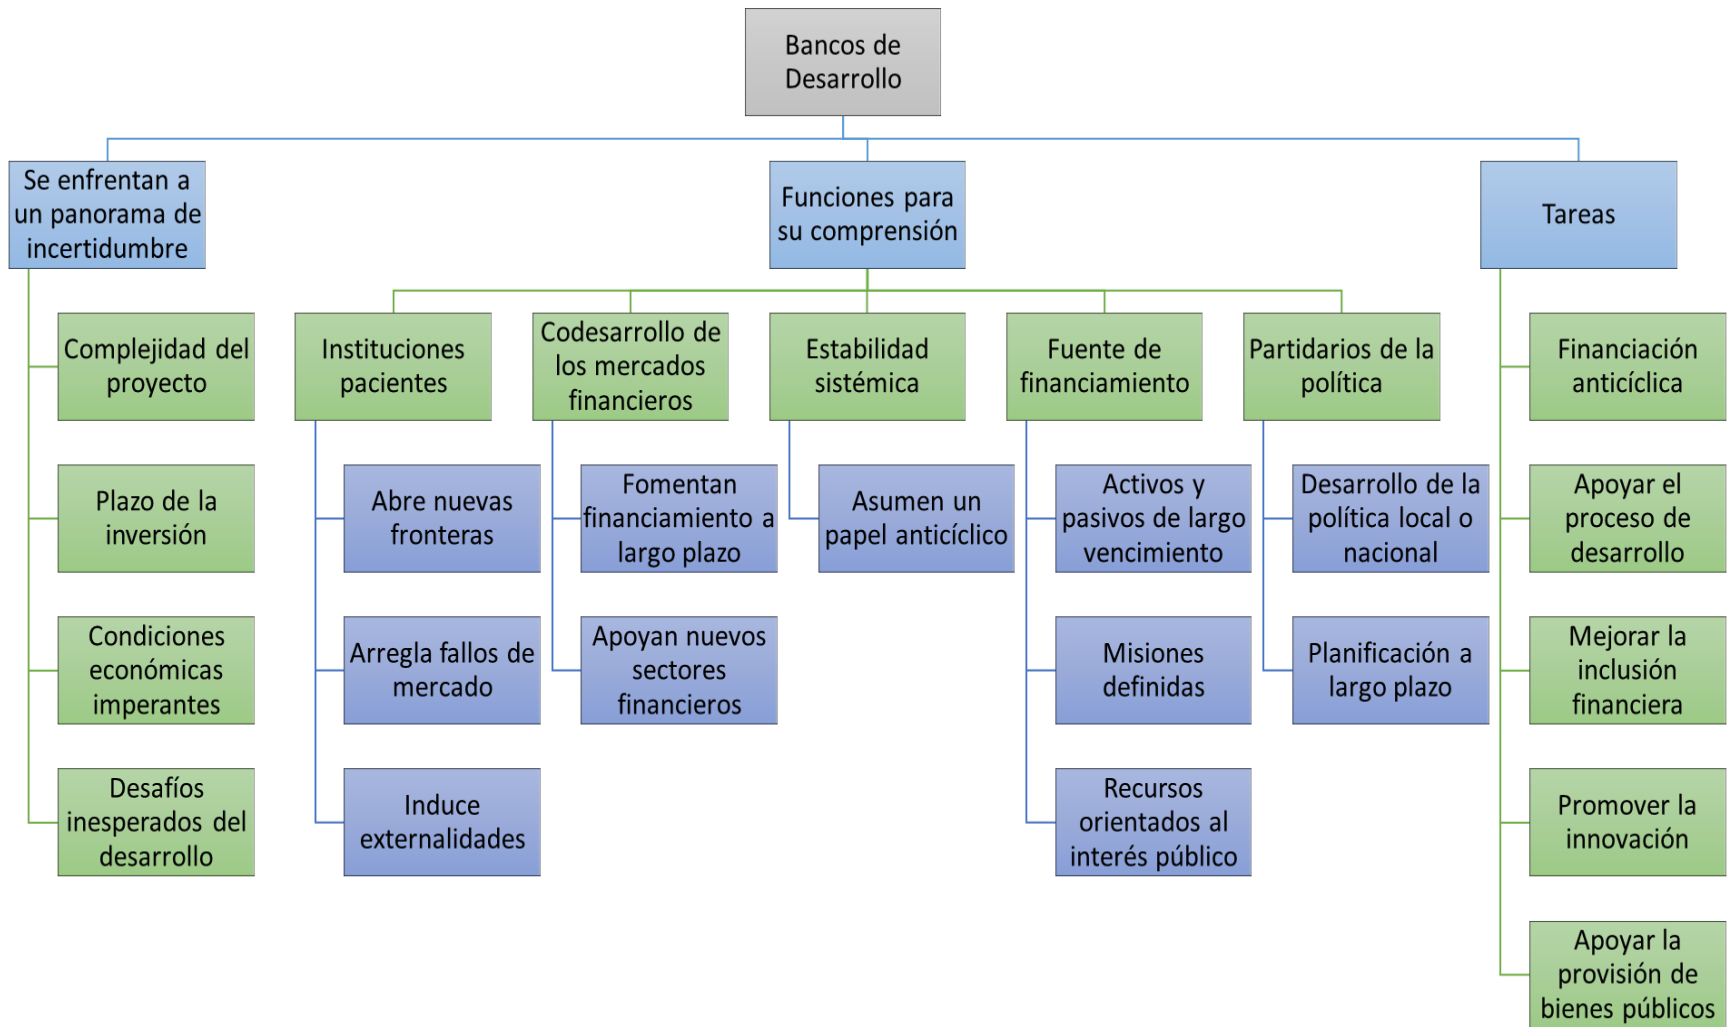 Bancos de
Desarrollo
Se enfrentan a
un panorama de
incertidumbre
Funciones para
su comprensión
Tareas
Complejidad del
proyecto
Plazo de la
inversión
Condiciones
económicas
imperantes
Desafíos
inesperados del
desarrollo
Instituciones
pacientes
Abre nuevas
fronteras
Arregla fallos de
mercado
Induce
externalidades
Codesarrollo de
los mercados
financieros
Fomentan
financiamiento a
largo plazo
Apoyan nuevos
sectores
financieros
Estabilidad
sistémica
Asumen un
papel anticíclico
Fuente de
financiamiento
Activos y
pasivos de largo
vencimiento
Misiones
definidas
Recursos
orientados al
interés público
Partidarios de la
política
Desarrollo de la
política local o
nacional
Planificación a
largo plazo
Financiación
anticíclica
Apoyar el
proceso de
desarrollo
Mejorar la
inclusión
financiera
Promover la
innovación
Apoyar la
provisión de
bienes públicos